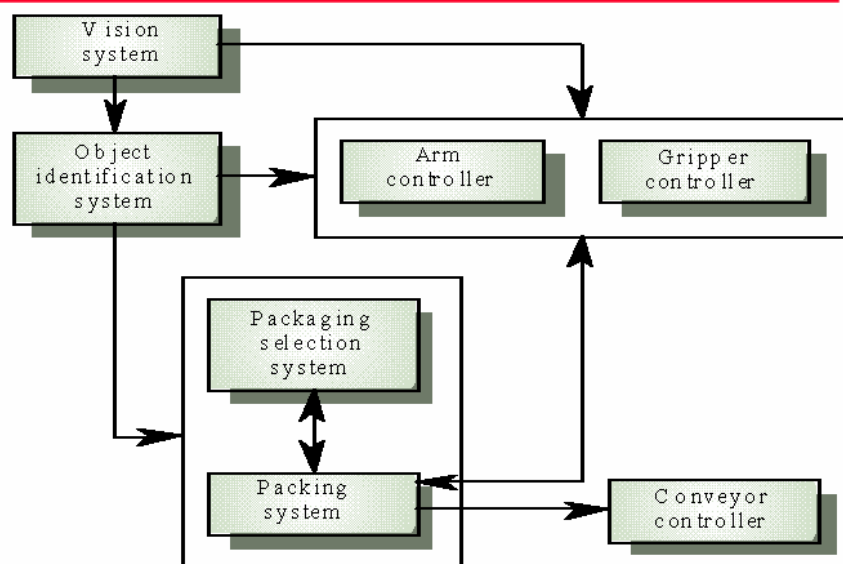 Vision
system
Object
identification
system
Arm
controller
Gripper
controller
Packaging
selection
system
Packing
system
Conveyor
controller